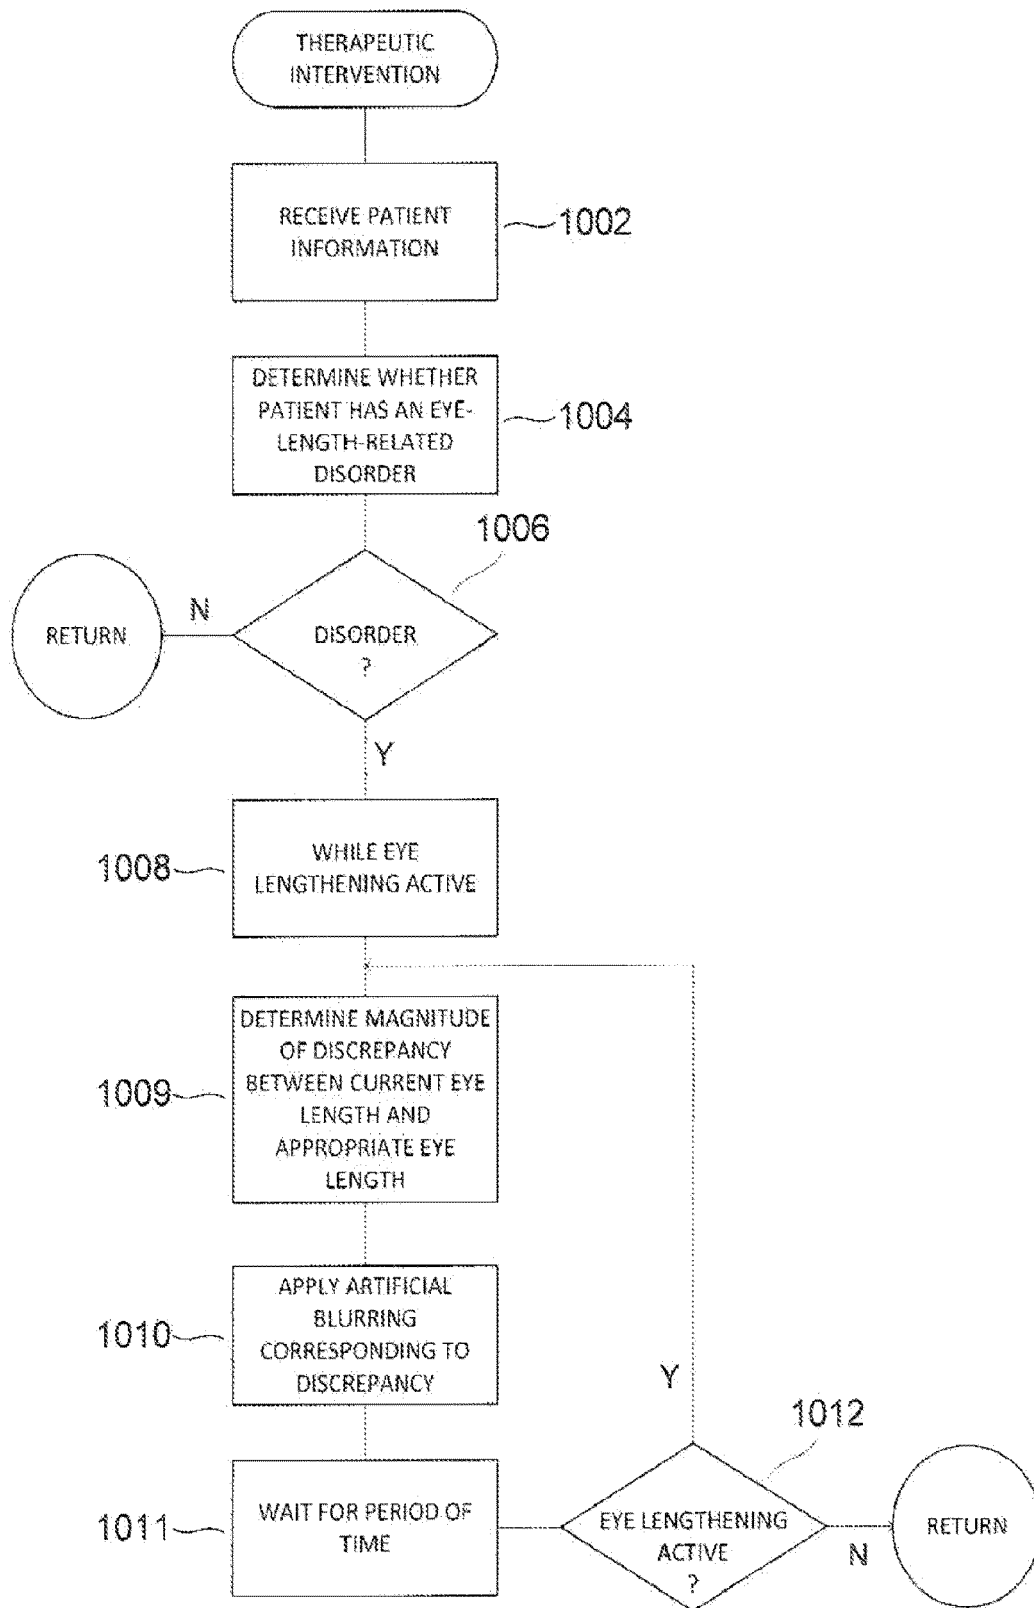 THERAPEUTIC
INTERVENTION
RECEIVE PATIENT
INFORMATION
1002
DETERMINE WHETHER
PATIENT HAS AN EYE-
LENGTH-RELATED
DISORDER
1004
1006
RETURN
N
DISORDER
?
Y
1008
WHILE EYE
LENGTHENING ACTIVE
1009
DETERMINE MAGNITUDE
OF DISCREPANCY
BETWEEN CURRENT EYE
LENGTH AND
APPROPRIATE EYE
LENGTH
1010
APPLY ARTIFICIAL
BLURRING
CORRESPONDING TO
DISCREPANCY
Y
1012
1011
WAIT FOR PERIOD OF
TIME
EYE LENGTHENING
ACTIVE
?
N
RETURN